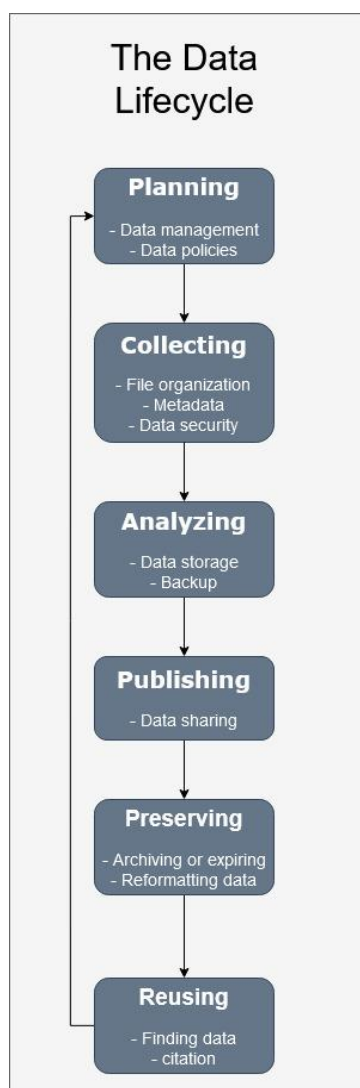 The Data
Lifecycle
Planning
- Data management
- Data policies
Collecting
- File organization
- Metadata
- Data security
Analyzing
- Data storage
- Backup
Publishing
- Data sharing
Preserving
- Archiving or expiring
- Reformatting data
Reusing
- Finding data
- citation